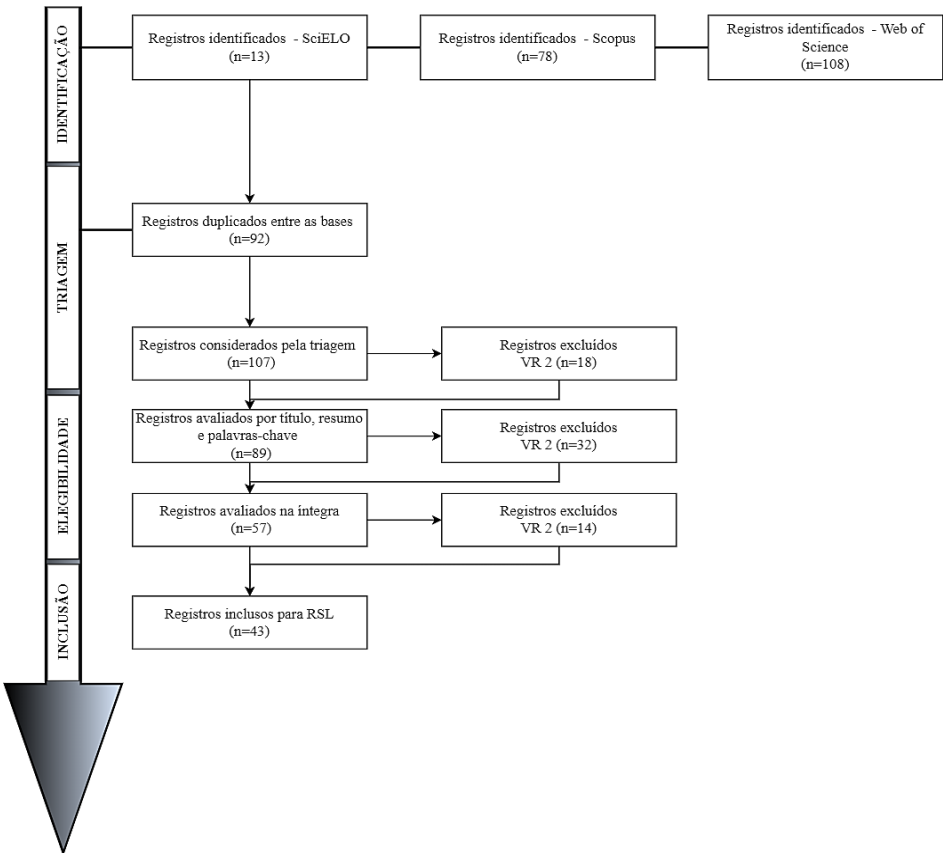 IDENTIFICAÇÃO
Registros identificados - SciELO
(n=13)
Registros identificados - Scopus
(n=78)
Registros identificados - Web of
Science
(n=108)
TRIAGEM
Registros duplicados entre as bases
(n=92)
Registros considerados pela triagem
(n=107)
Registros excluídos
VR 2 (n=18)
ELEGIBILIDADE
Registros avaliados por título, resumo
e palavras-chave
(n=89)
Registros excluídos
VR 2 (n=32)
Registros avaliados na íntegra
(n=57)
Registros excluídos
VR 2 (n=14)
INCLUSÃO
Registros inclusos para RSL
(n=43)